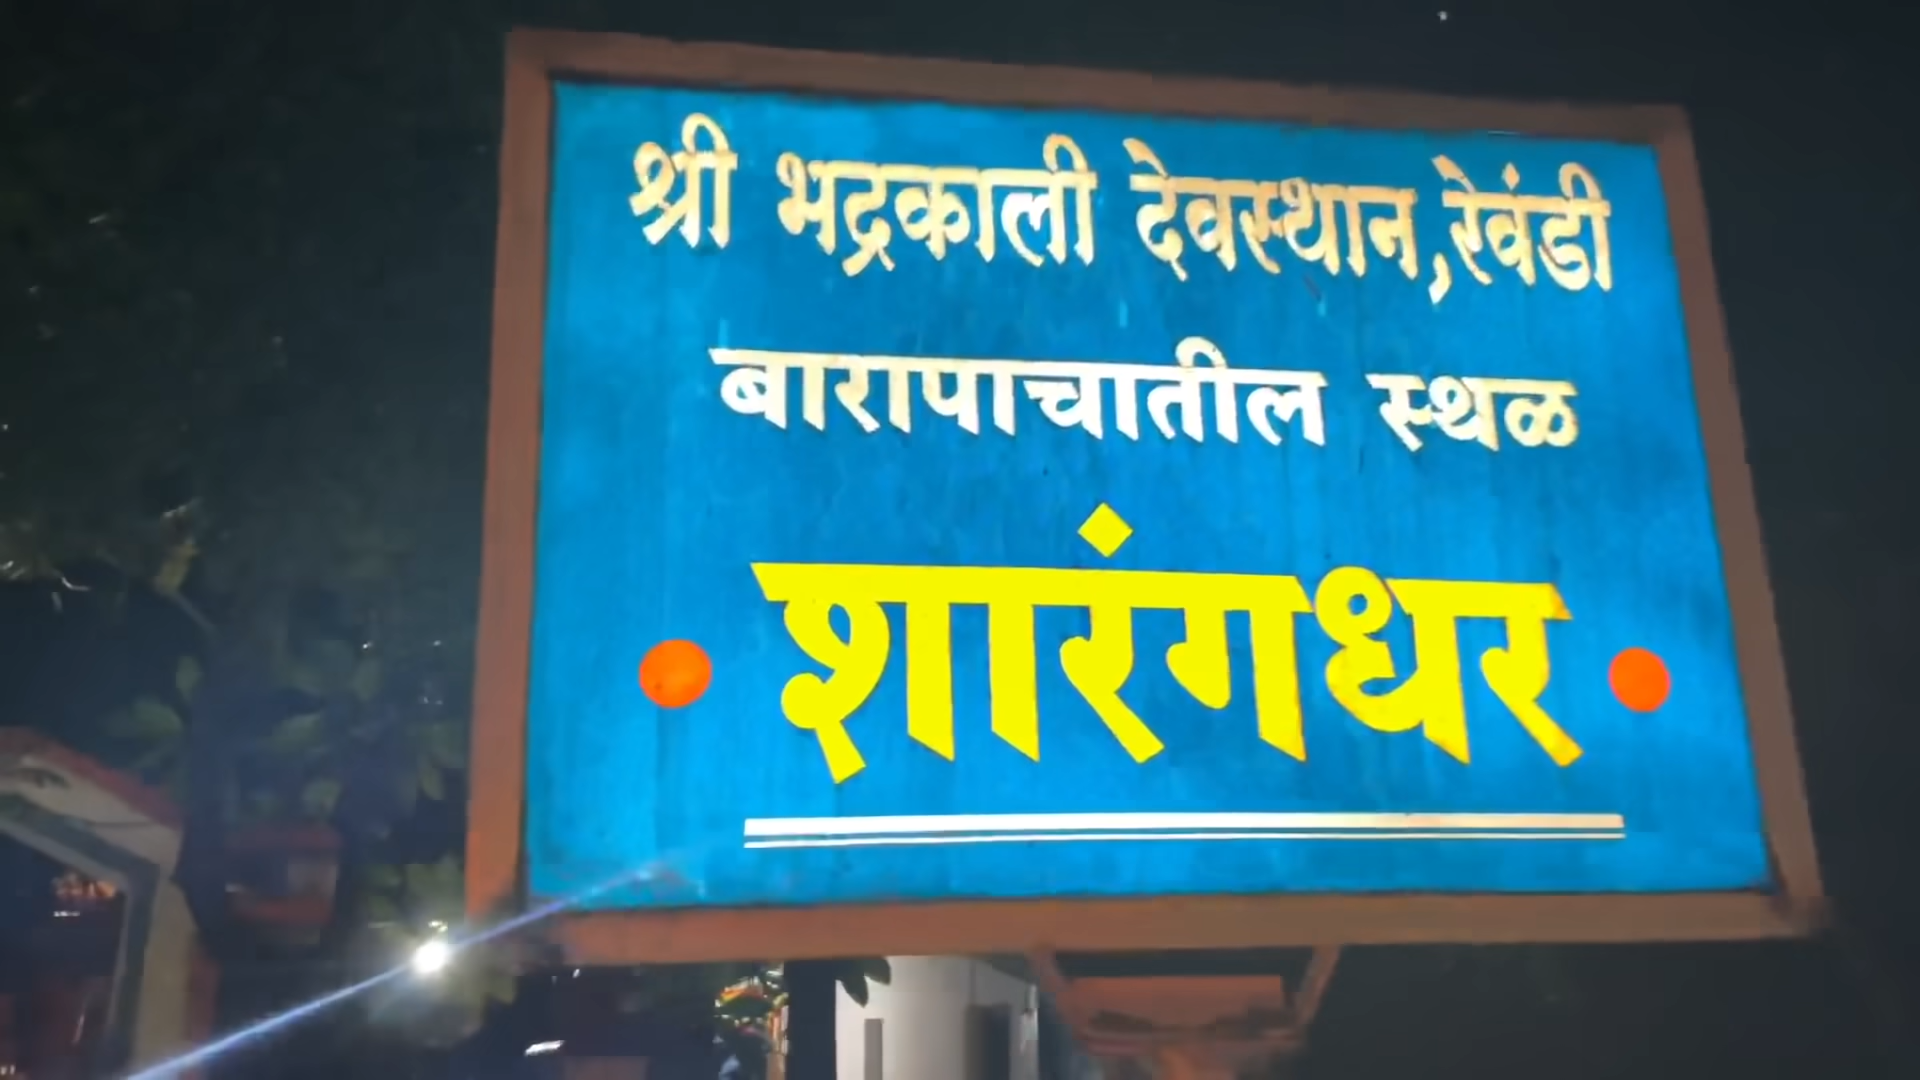 श्री भद्रकाली देवस्थान,रेवंडी
बारापाचातील स्थळ
शारंगधर